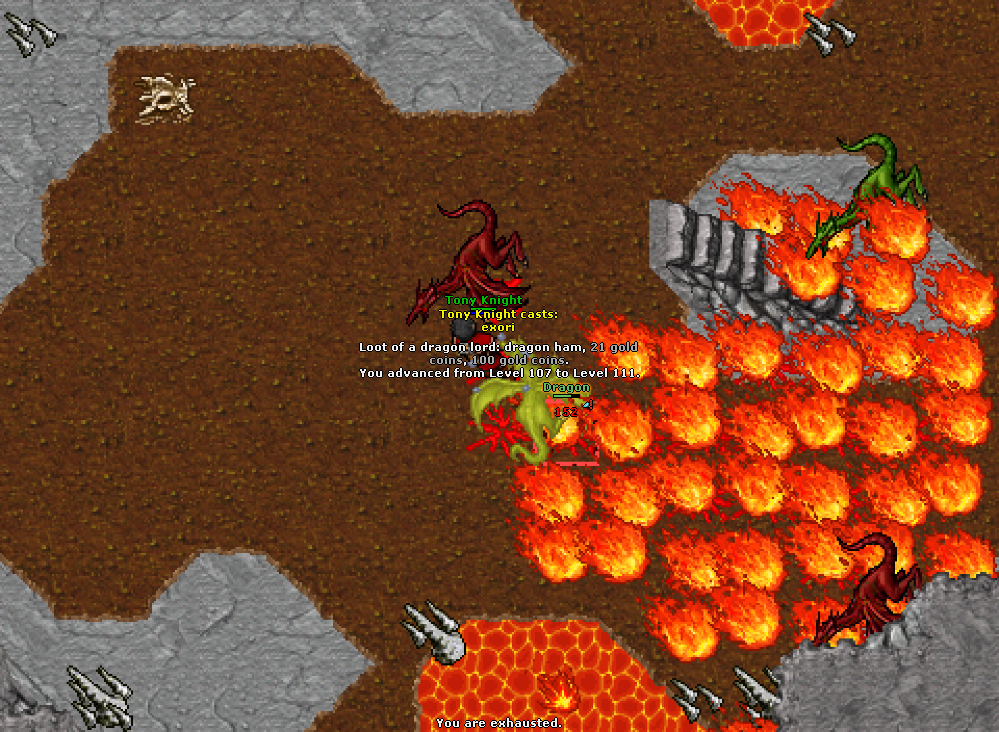 Tony Knight
Tony Knight casts:
exori
Loot of a dragon lord: dragon ham, 21 gold
coins, 100 gold coins.
You advanced from Level 107 to Level 111.
Dragon
182
You are exhausted.